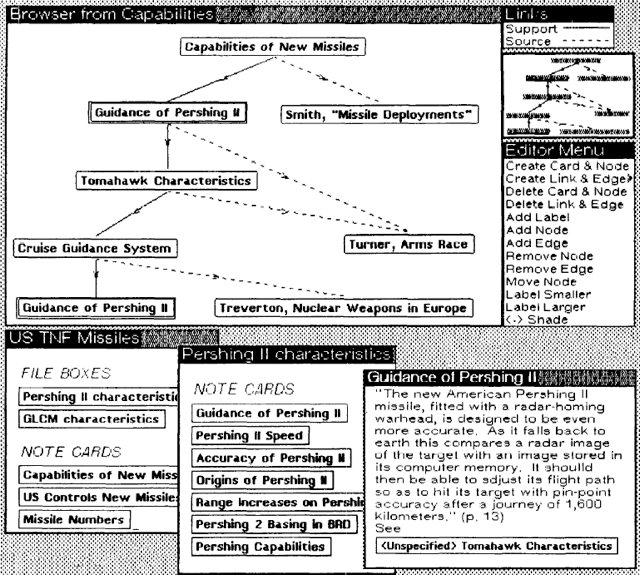 Browser from Capabilities
Capabilities of New Missiles
Guidance of Pershing II
Smith, "Missile Deployments"
Tomahawk Characteristics
Cruise Guidance System
Turner, Arms Race
Guidance of Pershing II
Treverton, Nuclear Weapons in Europe
Links
Support
Source
Editor Menu
Create Card & Node
Create Link & Edge>
Delete Card & Node
Delete Link & Edge
Add Label
Add Node
Add Edge
Remove Node
Remove Edge
Move Node
Label Smaller
Label Larger
<-> Shade
US TNF Missiles
FILE BOXES
Pershing II characteristi
GLCM characteristics
NOTE CARDS
Capabilities of New Miss
US Controls New Missile
Missile Numbers
Pershing II characteristics
NOTE CARDS
Guidance of Pershing II
Pershing II Speed
Accuracy of Pershing II
Origins of Pershing II
Range Increases on Pershin
Pershing 2 Basing in BRD
Pershing Capabilities
Guidance of Pershing II
"The new American Pershing II
missile, fitted with a radar-homing
warhead, is designed to be even
more accurate. As it falls back to
earth this compares a radar image
of the target with an image stored in
its computer memory. It shoulld
then be able to adjust its flight path
so as to hit its target with pin-point
accuracy after a journey of 1,600
kilometers." (p. 13)
See
<Unspecified> Tomahawk Characteristics